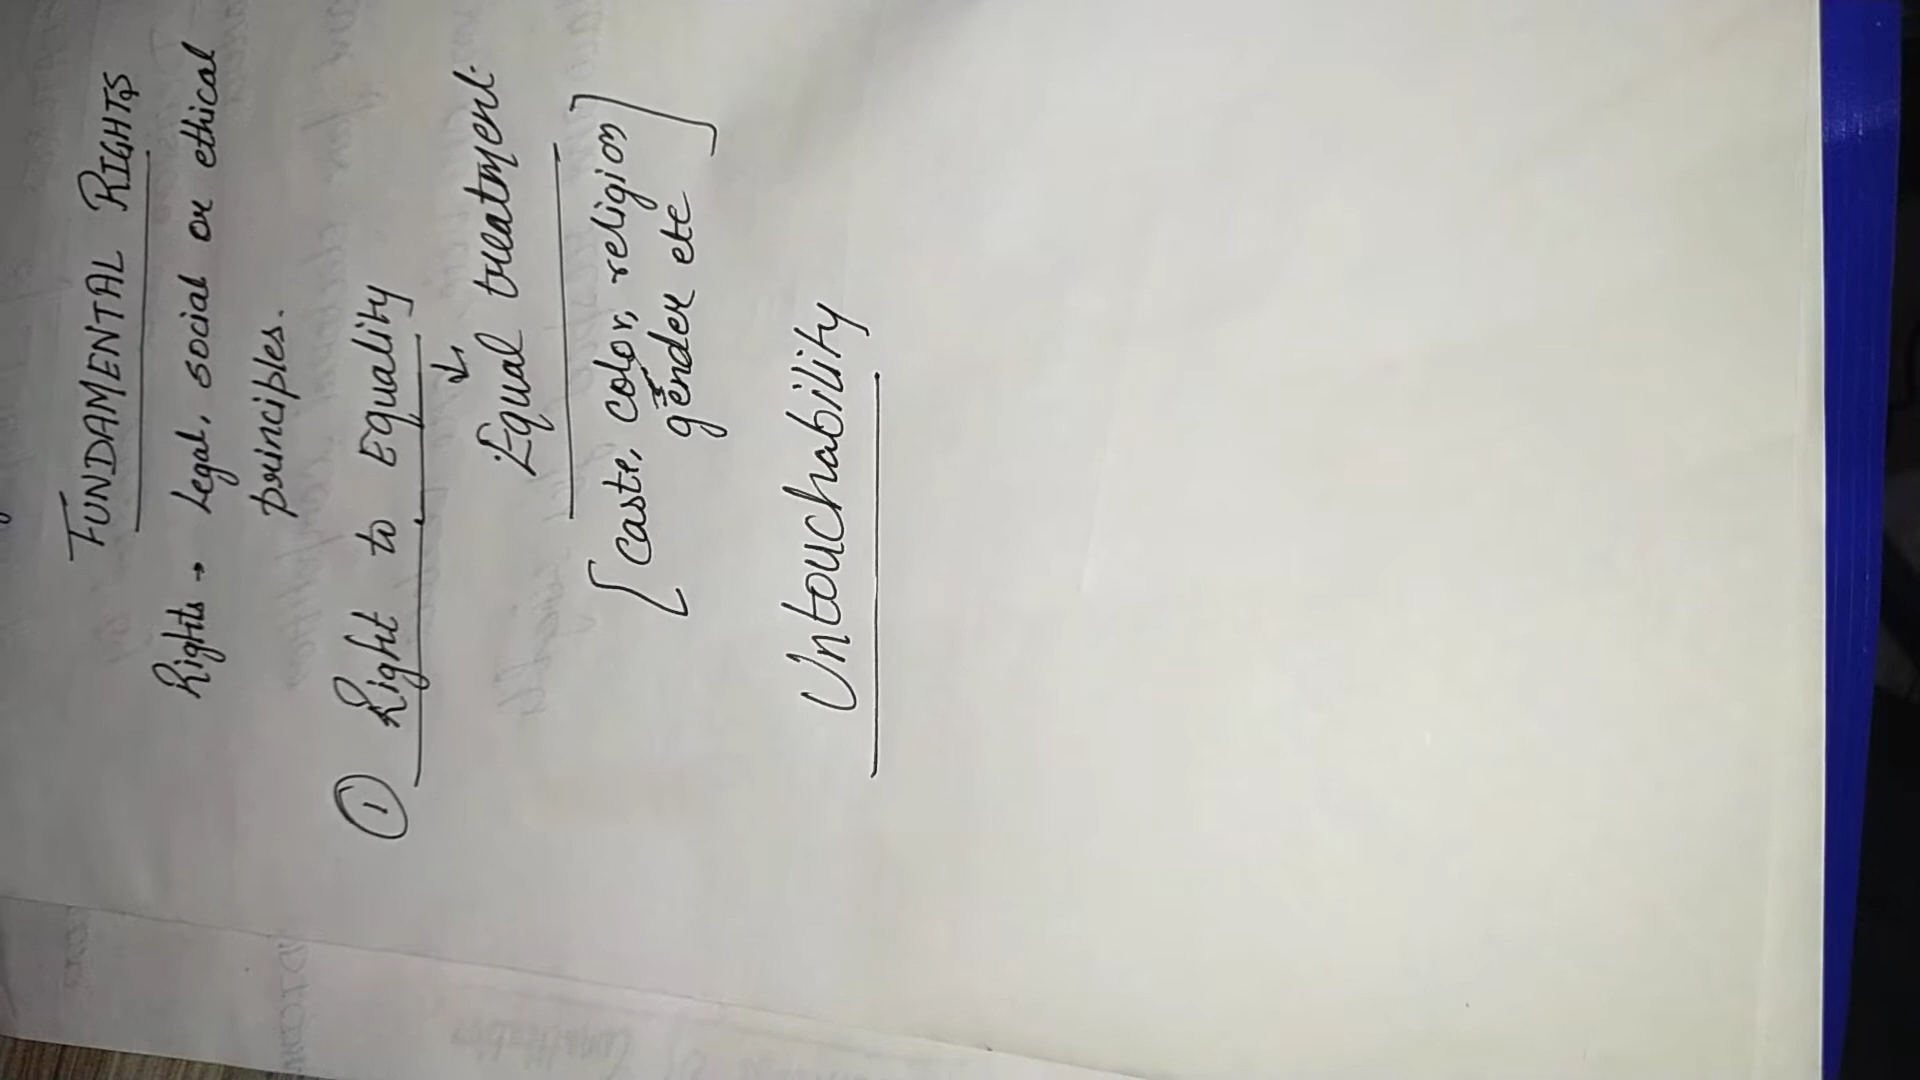 FUNDAMENTAL RIGHTS
Rights → Legal, social or ethical
principles.
① Right to Equality
↓
Equal treatment.
[caste, color, religion
gender etc]
Untouchability